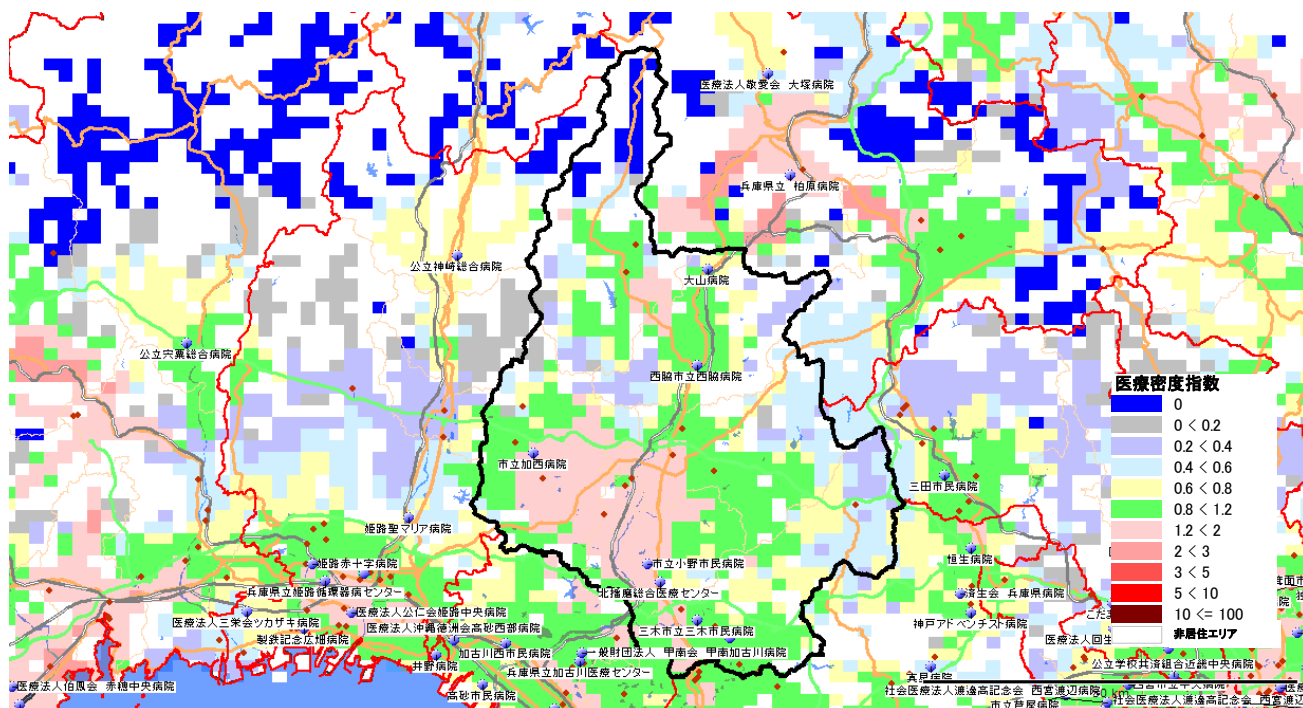 医療法人敬愛会 大塚病院
兵庫県立 柏原病院
公立神崎総合病院
大山病院
公立宍粟総合病院
西脇市立西脇病院
市立加西病院
三田市民病院
姫路聖マリア病院
恒生病院
姫路赤十字病院
市立小野市民病院
兵庫県立姫路循環器病センター
北播磨総合医療センター
済生会 兵庫県病院
医療法人公仁会姫路中央病院
医療法人三栄会ツカザキ病院
神戸アドベンチスト病院
医療法人沖縄徳洲会高砂西部病院
製鉄記念広畑病院
三木市立三木市民病院
医療法人回生
加古川西市民病院
一般財団法人 甲南会 甲南加古川病院
井野病院
公立学校共済組合近畿中央病院
兵庫県立加古川医療センター
真星病院
医療法人伯鳳会 赤穂中央病院
高砂市民病院
社会医療法人渡邊高記念会 西宮渡辺病院
市立芦屋病院
医療密度指数
0
0 < 0.2
0.2 < 0.4
0.4 < 0.6
0.6 < 0.8
0.8 < 1.2
1.2 < 2
2 < 3
3 < 5
5 < 10
10 <= 100
非居住エリア